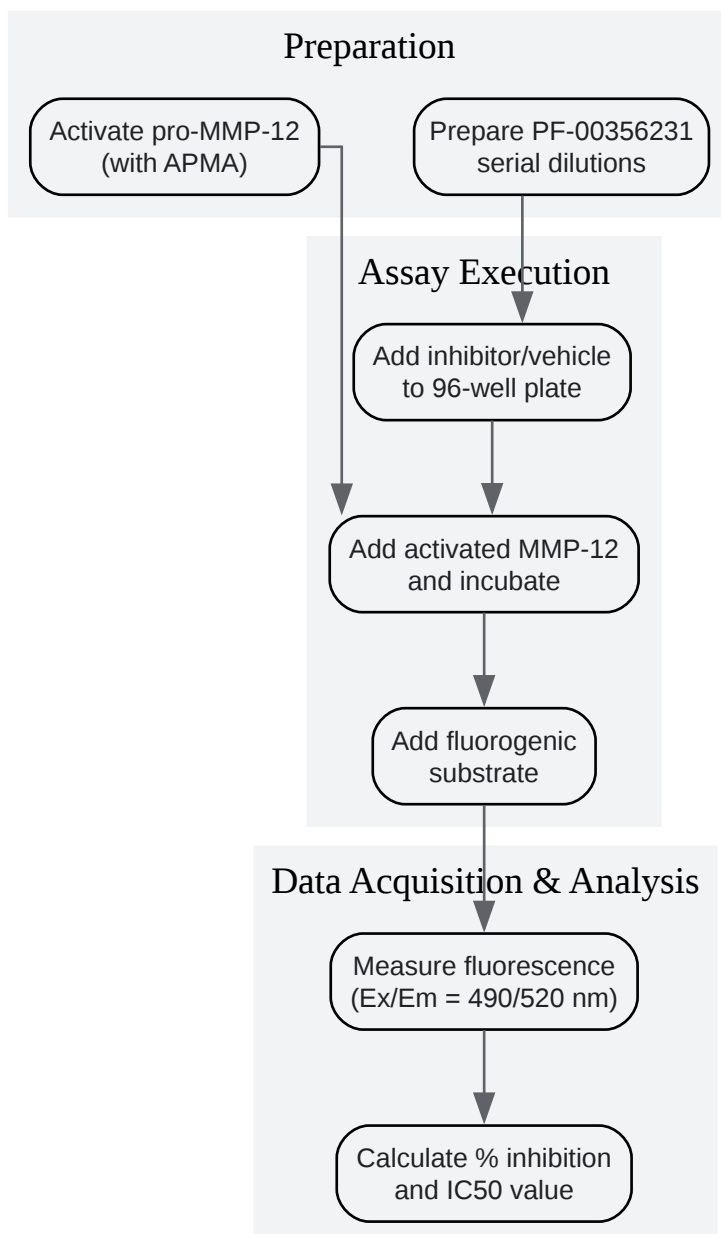 Preparation
Activate pro-MMP-12
(with APMA)
Prepare PF-00356231
serial dilutions
Assay Execution
Add inhibitor/vehicle
to 96-well plate
Add activated MMP-12
and incubate
Add fluorogenic
substrate
Data Acquisition & Analysis
Measure fluorescence
(Ex/Em = 490/520 nm)
Calculate % inhibition
and IC50 value